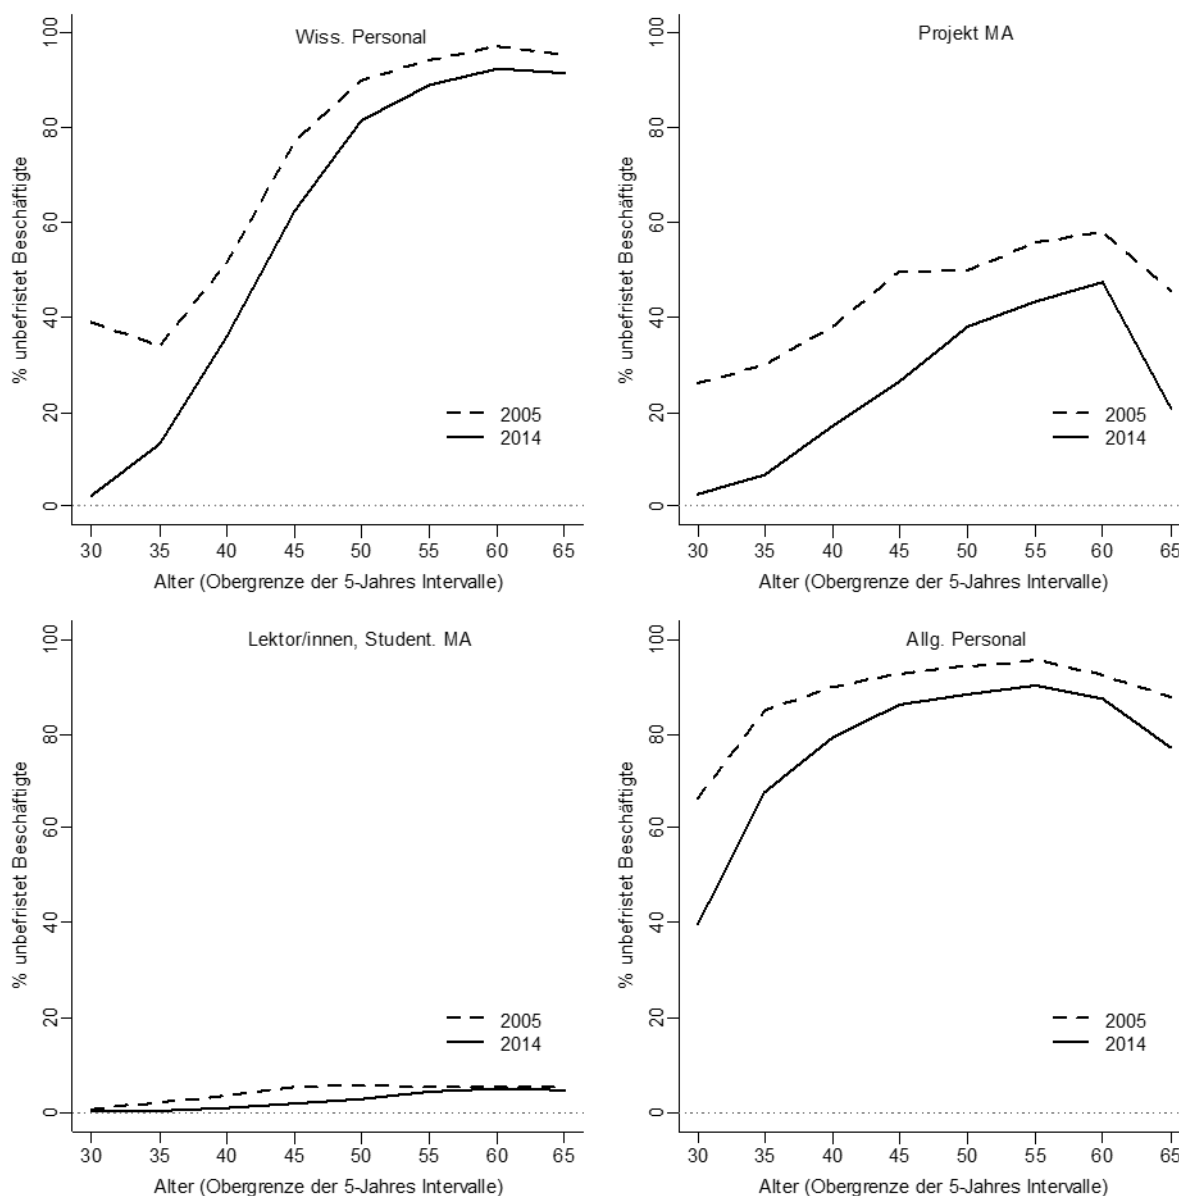 Wiss. Personal
% unbefristet Beschäftigte
100
80
60
40
20
0
2005
2014
30 35 40 45 50 55 60 65
Alter (Obergrenze der 5-Jahres Intervalle)
Projekt MA
% unbefristet Beschäftigte
100
80
60
40
20
0
2005
2014
30 35 40 45 50 55 60 65
Alter (Obergrenze der 5-Jahres Intervalle)
Lektor/innen, Student. MA
% unbefristet Beschäftigte
100
80
60
40
20
0
2005
2014
30 35 40 45 50 55 60 65
Alter (Obergrenze der 5-Jahres Intervalle)
Allg. Personal
% unbefristet Beschäftigte
100
80
60
40
20
0
2005
2014
30 35 40 45 50 55 60 65
Alter (Obergrenze der 5-Jahres Intervalle)